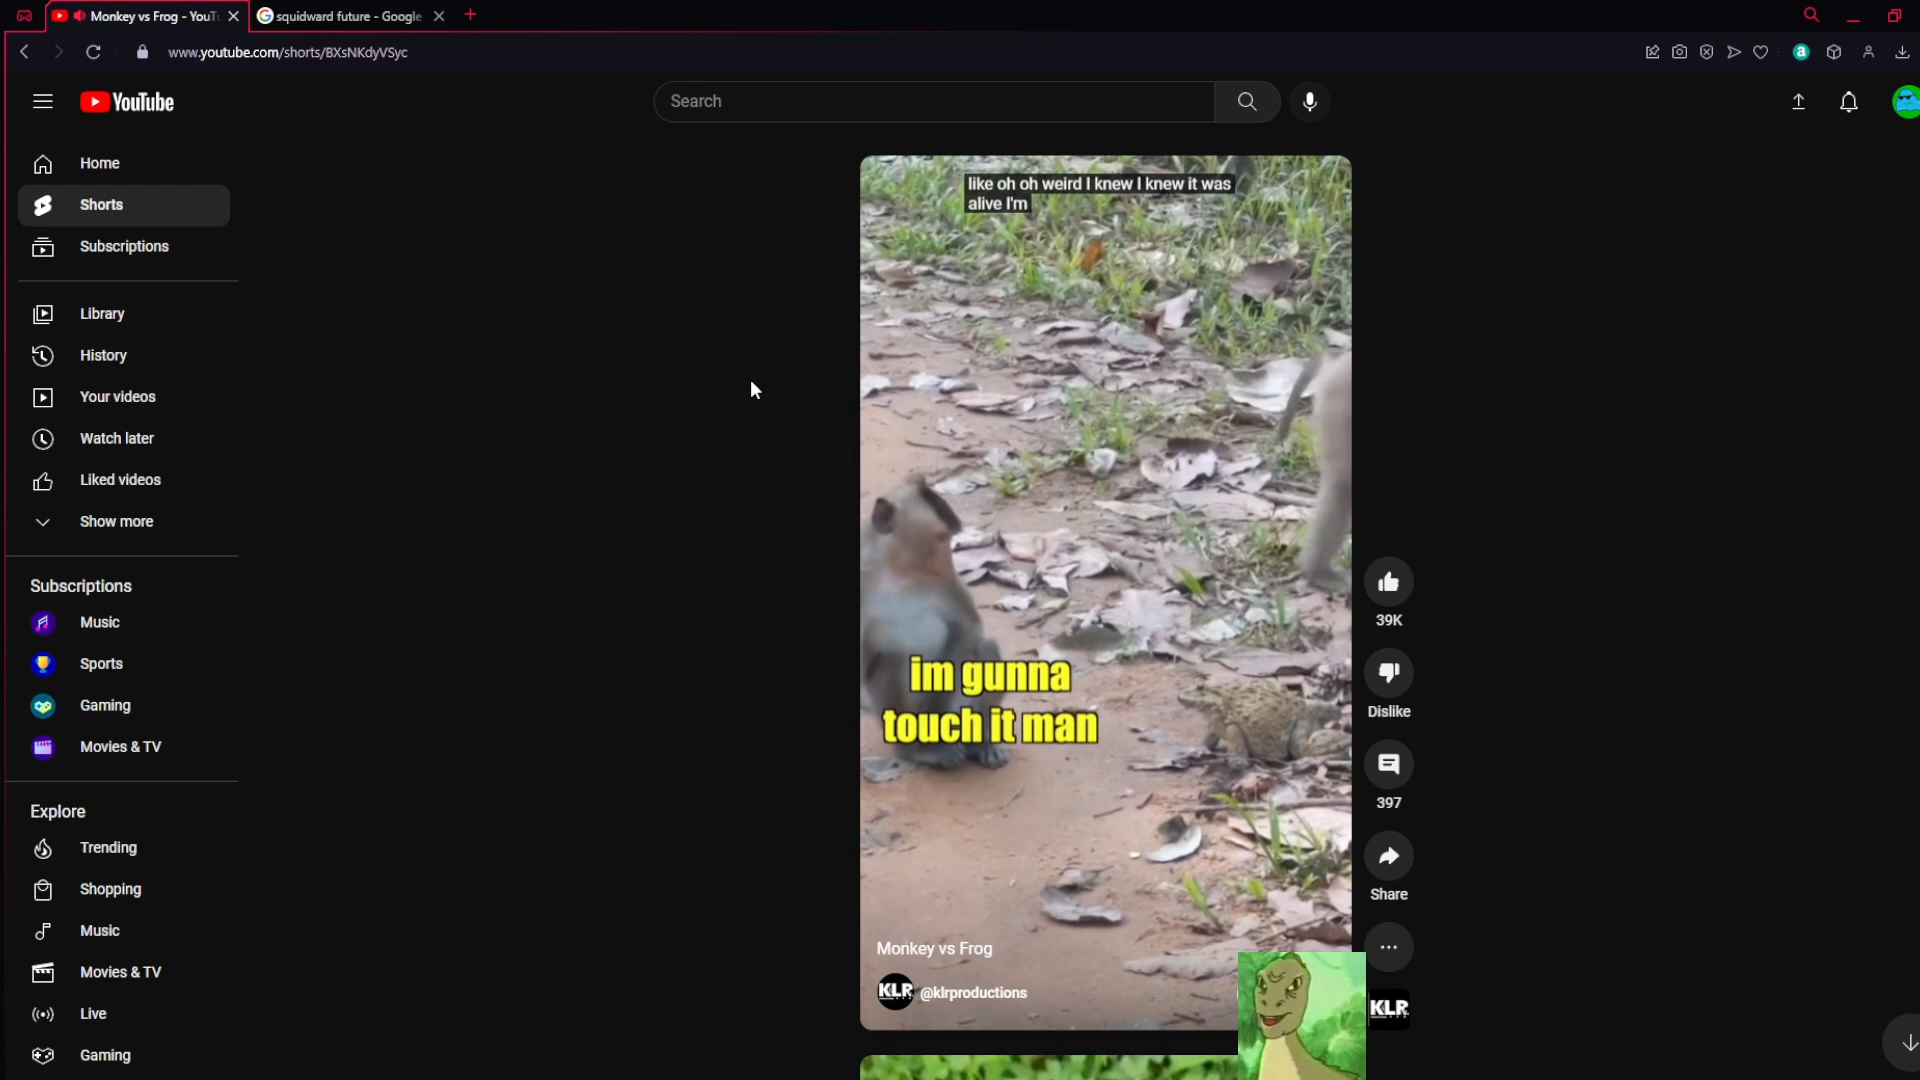 Monkey vs Frog - YouT
squidward future - Google
www.youtube.com/shorts/BXsNKdyVSyc
YouTube
Search
Home
Shorts
Subscriptions
Library
History
Your videos
Watch later
Liked videos
Show more
Subscriptions
Music
Sports
Gaming
Movies & TV
Explore
Trending
Shopping
Music
Movies & TV
Live
Gaming
like oh oh weird I knew I knew it was
alive I'm
im gunna
touch it man
Monkey vs Frog
KLR
@klrproductions
39K
Dislike
397
Share
KLR